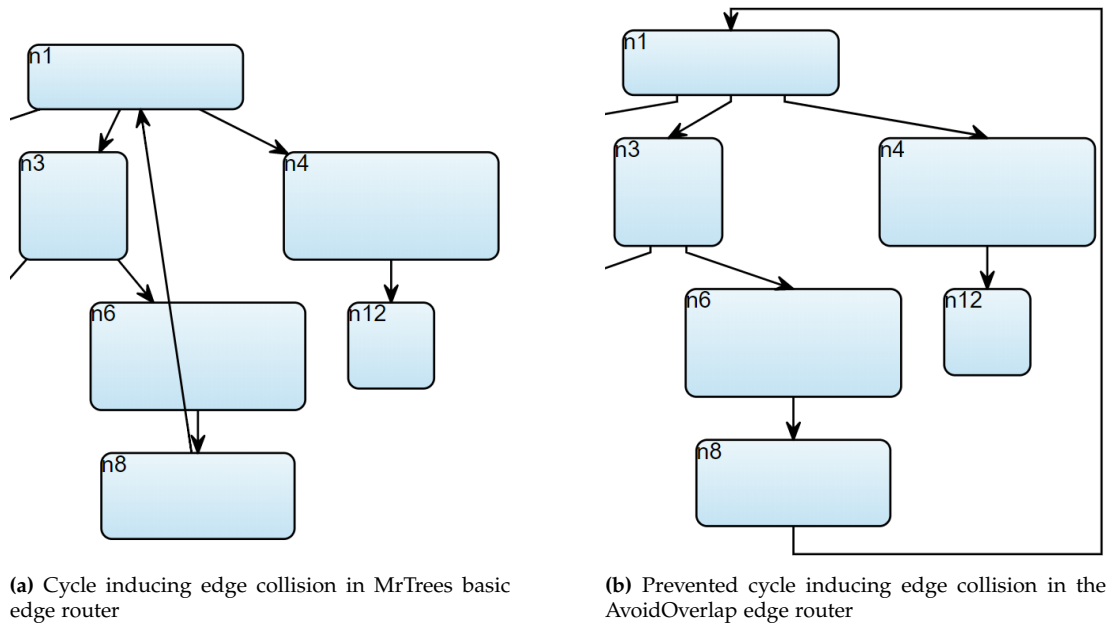 n1
n3
n4
n6
n12
n8
(a) Cycle inducing edge collision in MrTrees basic
edge router
n1
n3
n4
n6
n12
n8
(b) Prevented cycle inducing edge collision in the
AvoidOverlap edge router